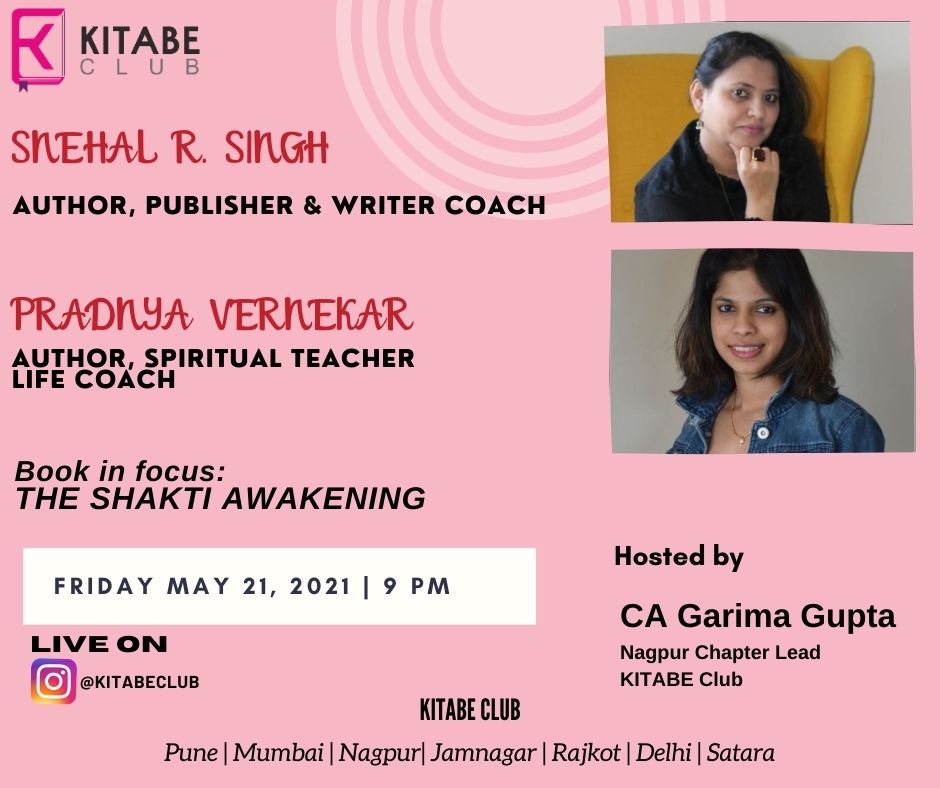 KITABE
CLUB
SNEHAL R. SINGH
AUTHOR, PUBLISHER & WRITER COACH
PRADNYA VERNEKAR
AUTHOR, SPIRITUAL TEACHER
LIFE COACH
Book in focus:
THE SHAKTI AWAKENING
FRIDAY MAY 21, 2021 | 9 PM
LIVE ON
@KITABECLUB
Hosted by
CA Garima Gupta
Nagpur Chapter Lead
KITABE Club
KITABE CLUB
Pune | Mumbai | Nagpur| Jamnagar | Rajkot | Delhi | Satara